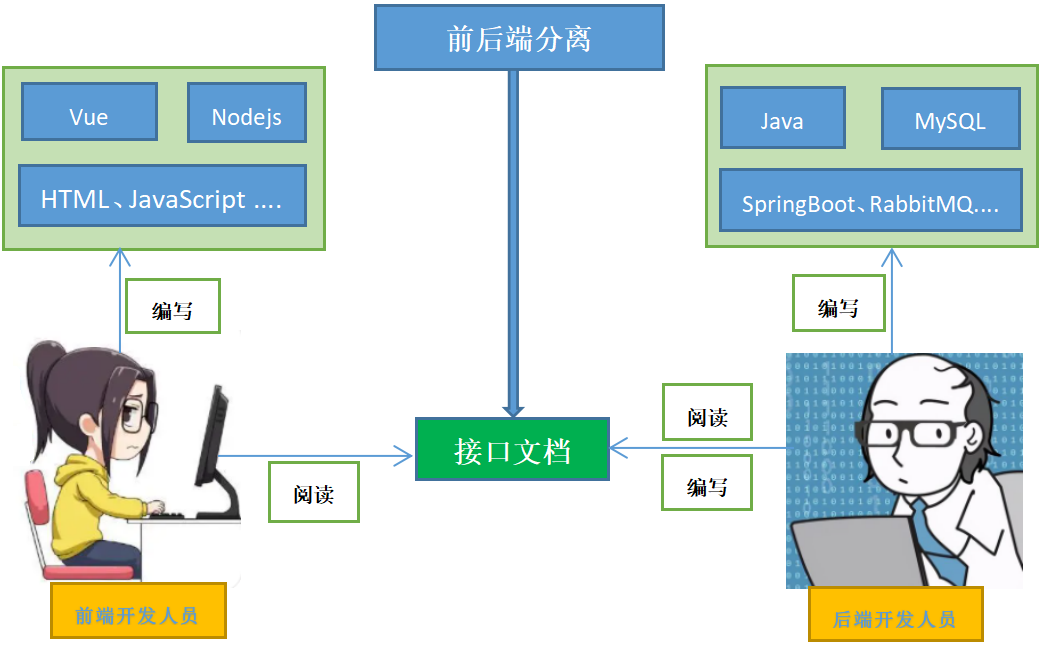 前后端分离
Vue
Nodejs
HTML、JavaScript ....
Java
MySQL
SpringBoot、RabbitMQ....
编写
编写
阅读
接口文档
阅读
编写
前端开发人员
后端开发人员